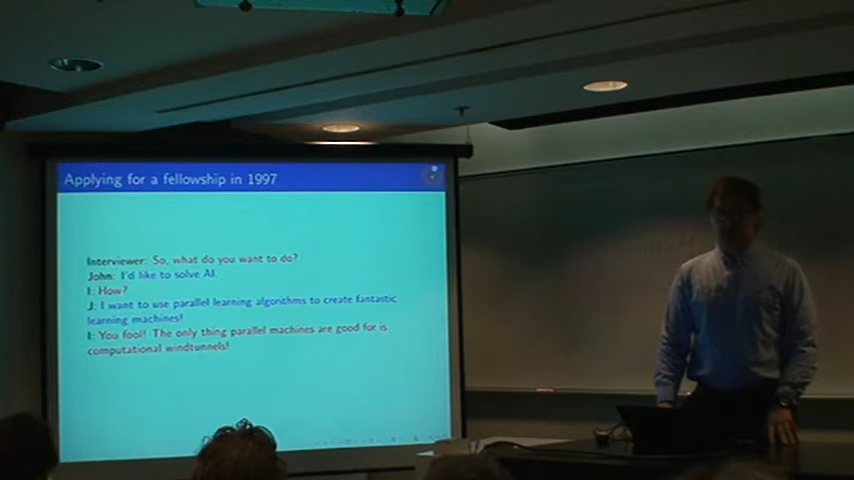 Applying for a fellowship in 1997
Interviewer: So, what do you want to do?
John: I'd like to solve AI.
I: How?
J: I want to use parallel learning algorithms to create fantastic
learning machines!
I: You fool! The only thing parallel machines are good for is
computational windtunnels!